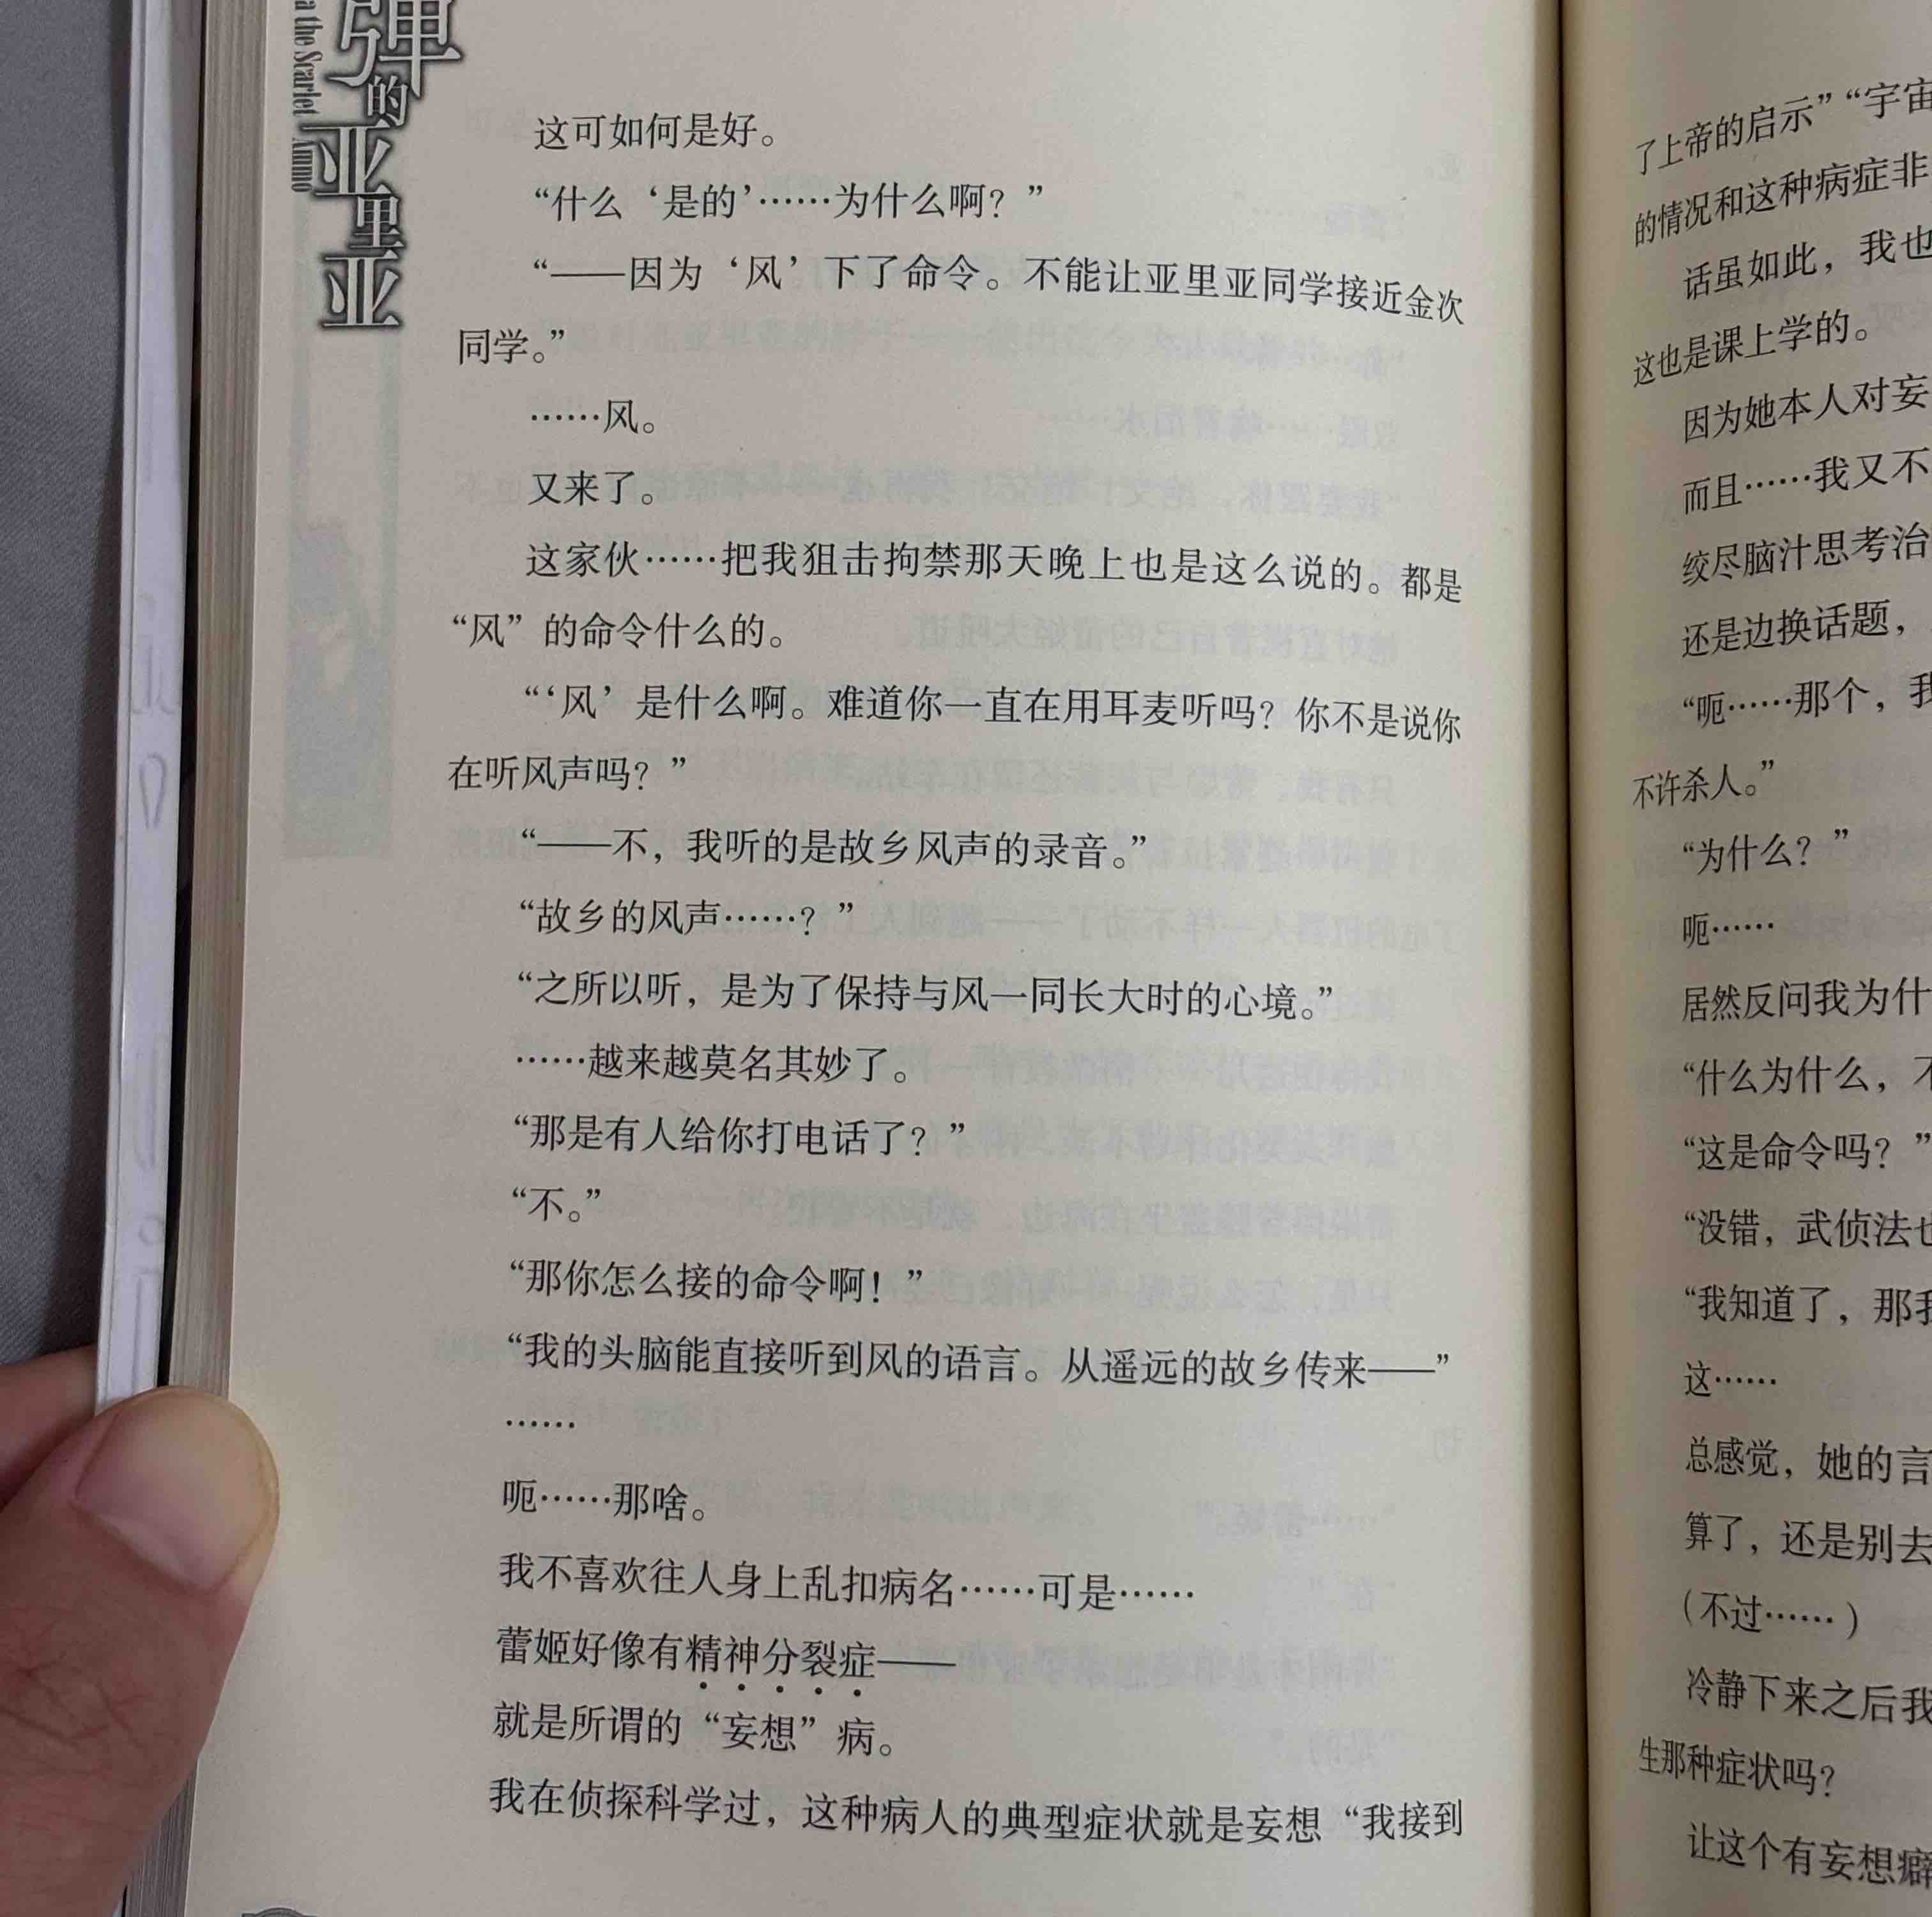 a the Scarlet Ammo
弹的亚里亚
这可如何是好。
“什么‘是的’……为什么啊？”
“——因为‘风’下了命令。不能让亚里亚同学接近金次
同学。”
……风。
又来了。
这家伙……把我狙击拘禁那天晚上也是这么说的。都是
“风”的命令什么的。
“‘风’是什么啊。难道你一直在用耳麦听吗？你不是说你
在听风声吗？”
“——不，我听的是故乡风声的录音。”
“故乡的风声……？”
“之所以听，是为了保持与风一同长大时的心境。”
……越来越莫名其妙了。
“那是有人给你打电话了？”
“不。”
“那你怎么接的命令啊！”
“我的头脑能直接听到风的语言。从遥远的故乡传来——”
……
呃……那啥。
我不喜欢往人身上乱扣病名……可是……
蕾姬好像有精神分裂症——
就是所谓的“妄想”病。
我在侦探科学过，这种病人的典型症状就是妄想“我接到
了上帝的启示”“宇宙
的情况和这种病症非
话虽如此，我也
这也是课上学的。
因为她本人对妄
而且……我又不
绞尽脑汁思考治
还是边换话题，
“呃……那个，我
不许杀人。”
“为什么？”
呃……
居然反问我为什
“什么为什么，不
“这是命令吗？”
“没错，武侦法也
“我知道了，那我
这……
总感觉，她的言
算了，还是别去
（不过……）
冷静下来之后我
生那种症状吗？
让这个有妄想癖